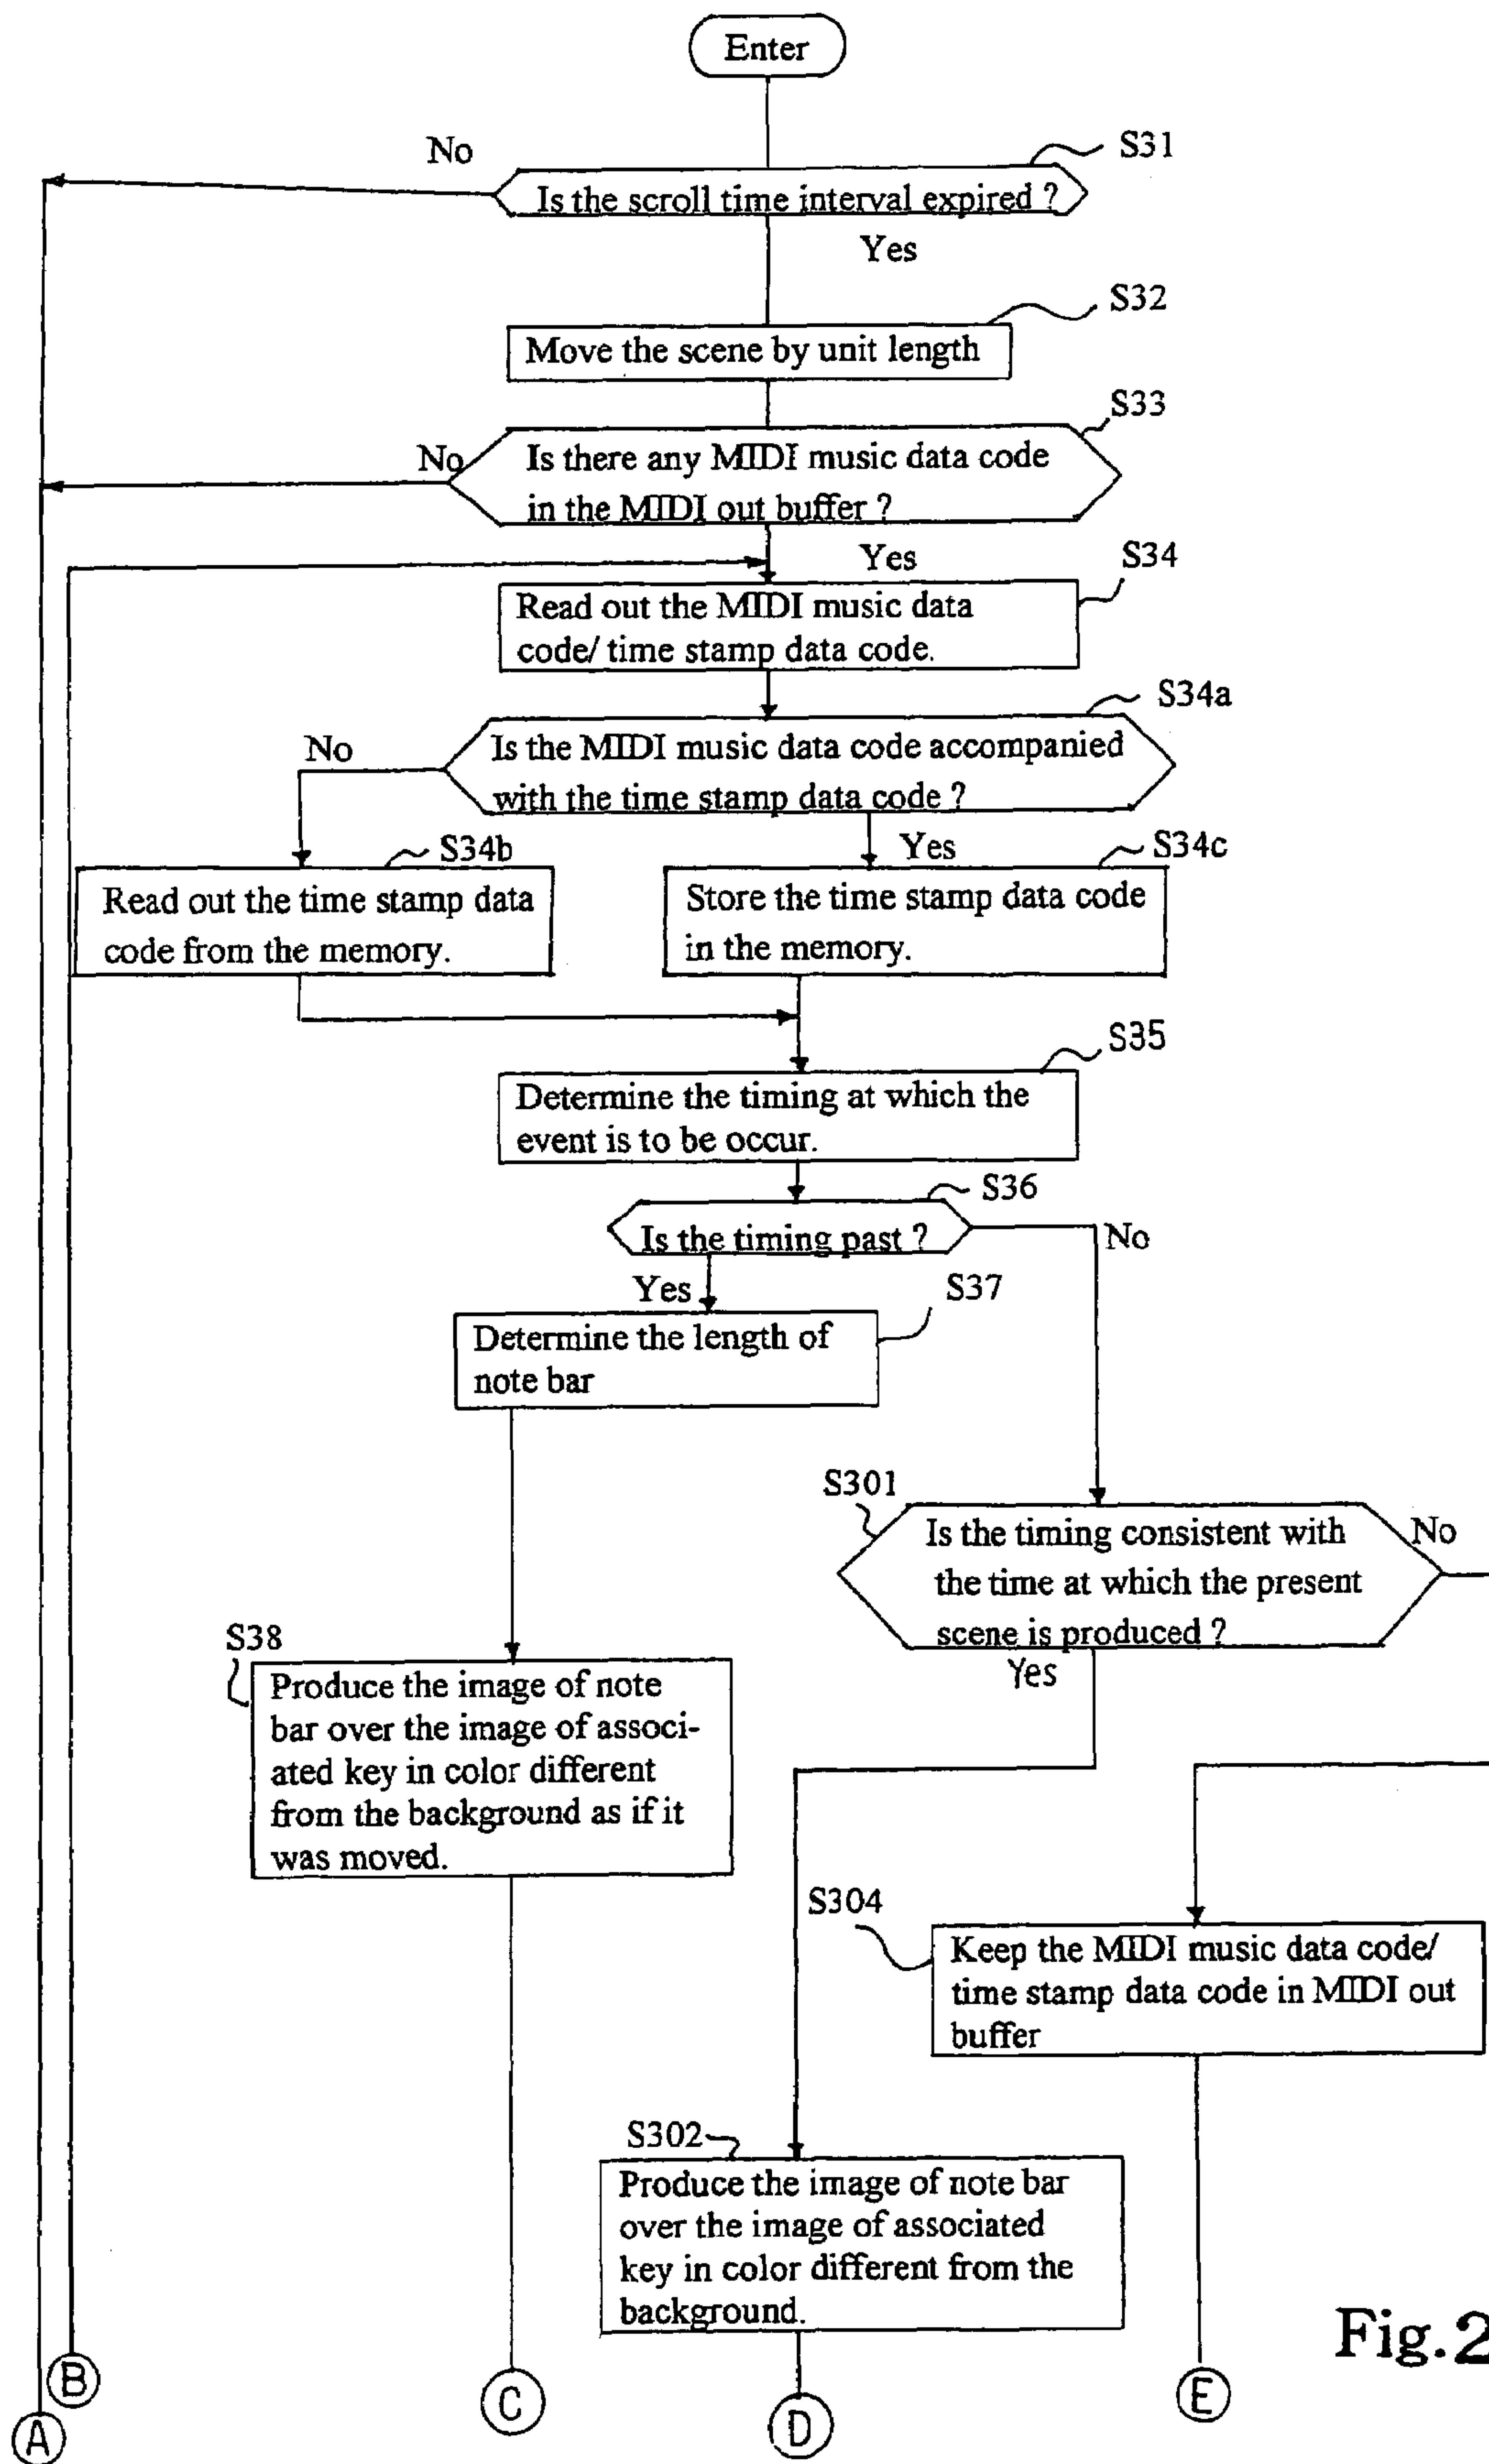 Enter
S31
No
Is the scroll time interval expired ?
Yes
S32
Move the scene by unit length
S33
No
Is there any MIDI music data code
in the MIDI out buffer ?
Yes
S34
Read out the MIDI music data
code/ time stamp data code.
S34a
No
Is the MIDI music data code accompanied
with the time stamp data code ?
S34b
Yes
S34c
Read out the time stamp data
code from the memory.
Store the time stamp data code
in the memory.
S35
Determine the timing at which the
event is to be occur.
S36
Is the timing past ?
No
Yes
S37
Determine the length of
note bar
S301
Is the timing consistent with
the time at which the present
scene is produced ?
No
Yes
S38
Produce the image of note
bar over the image of associ-
ated key in color different
from the background as if it
was moved.
S304
Keep the MIDI music data code/
time stamp data code in MIDI out
buffer
S302
Produce the image of note bar
over the image of associated
key in color different from the
background.
Fig.2
A
B
C
D
E